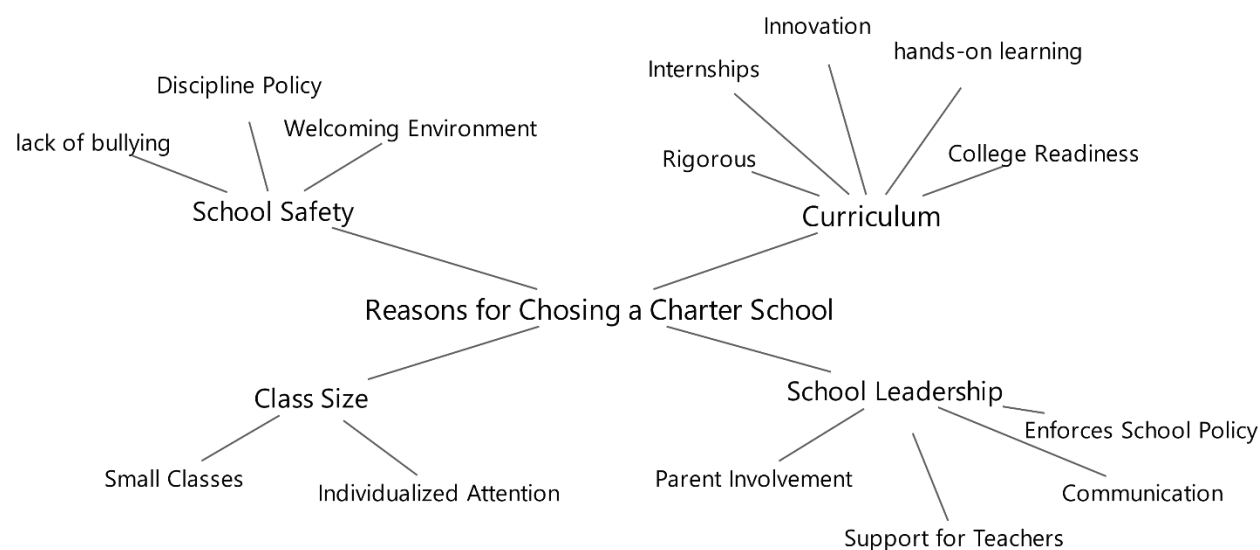 Innovation
hands-on learning
Internships
Discipline Policy
Welcoming Environment
lack of bullying
College Readiness
Rigorous
School Safety
Curriculum
Reasons for Chosing a Charter School
School Leadership
Class Size
Enforces School Policy
Small Classes
Parent Involvement
Individualized Attention
Communication
Support for Teachers